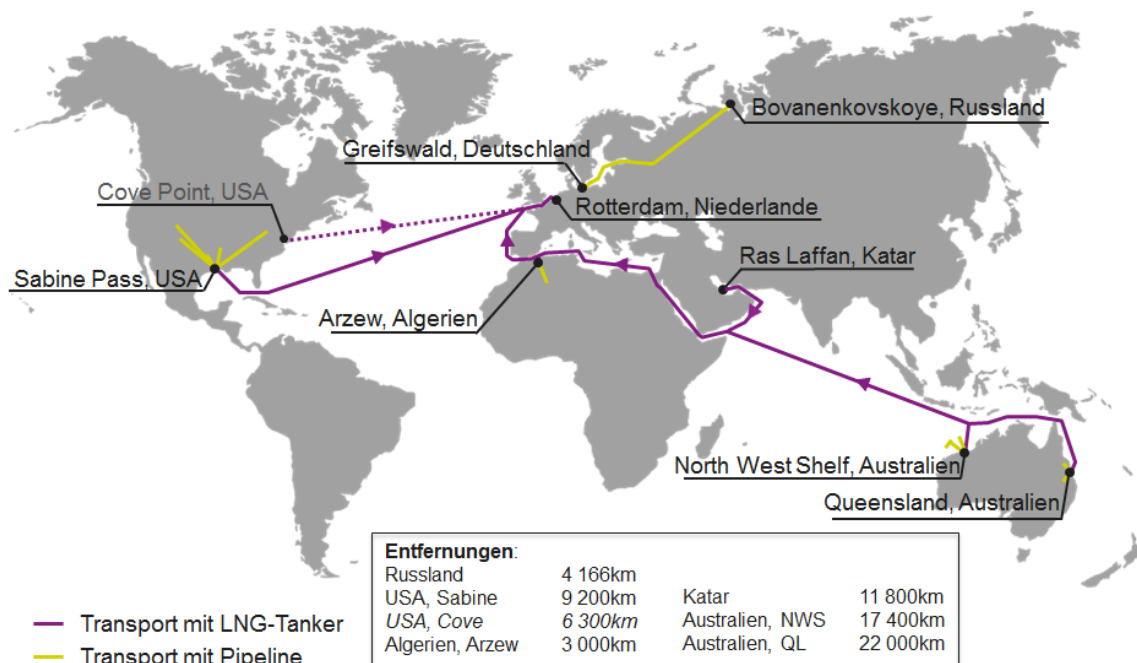 Bovanenkovskoye, Russland
Greifswald, Deutschland
Cove Point, USA
Rotterdam, Niederlande
Ras Laffan, Katar
Sabine Pass, USA
Arzew, Algerien
North West Shelf, Australien
Queensland, Australien
Entfernungen:
Russland 4 166km
USA, Sabine 9 200km Katar 11 800km
USA, Cove 6 300km Australien, NWS 17 400km
Algerien, Arzew 3 000km Australien, QL 22 000km
Transport mit LNG-Tanker
Transport mit Pipeline